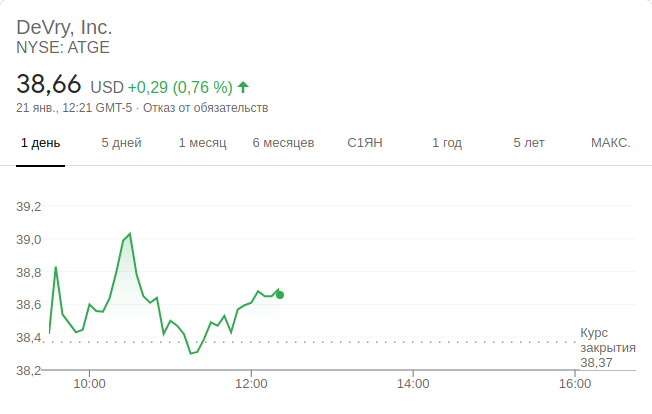 DeVry, Inc.
NYSE: ATGE
38,66 USD +0,29 (0,76 %)
21 янв., 12:21 GMT-5 · Отказ от обязательств
1 день 5 дней 1 месяц 6 месяцев С1ЯН 1 год 5 лет МАКС.
39,2
39,0
38,8
38,6
38,4
Курс
закрытия
38,37
38,2
10:00 12:00 14:00 16:00